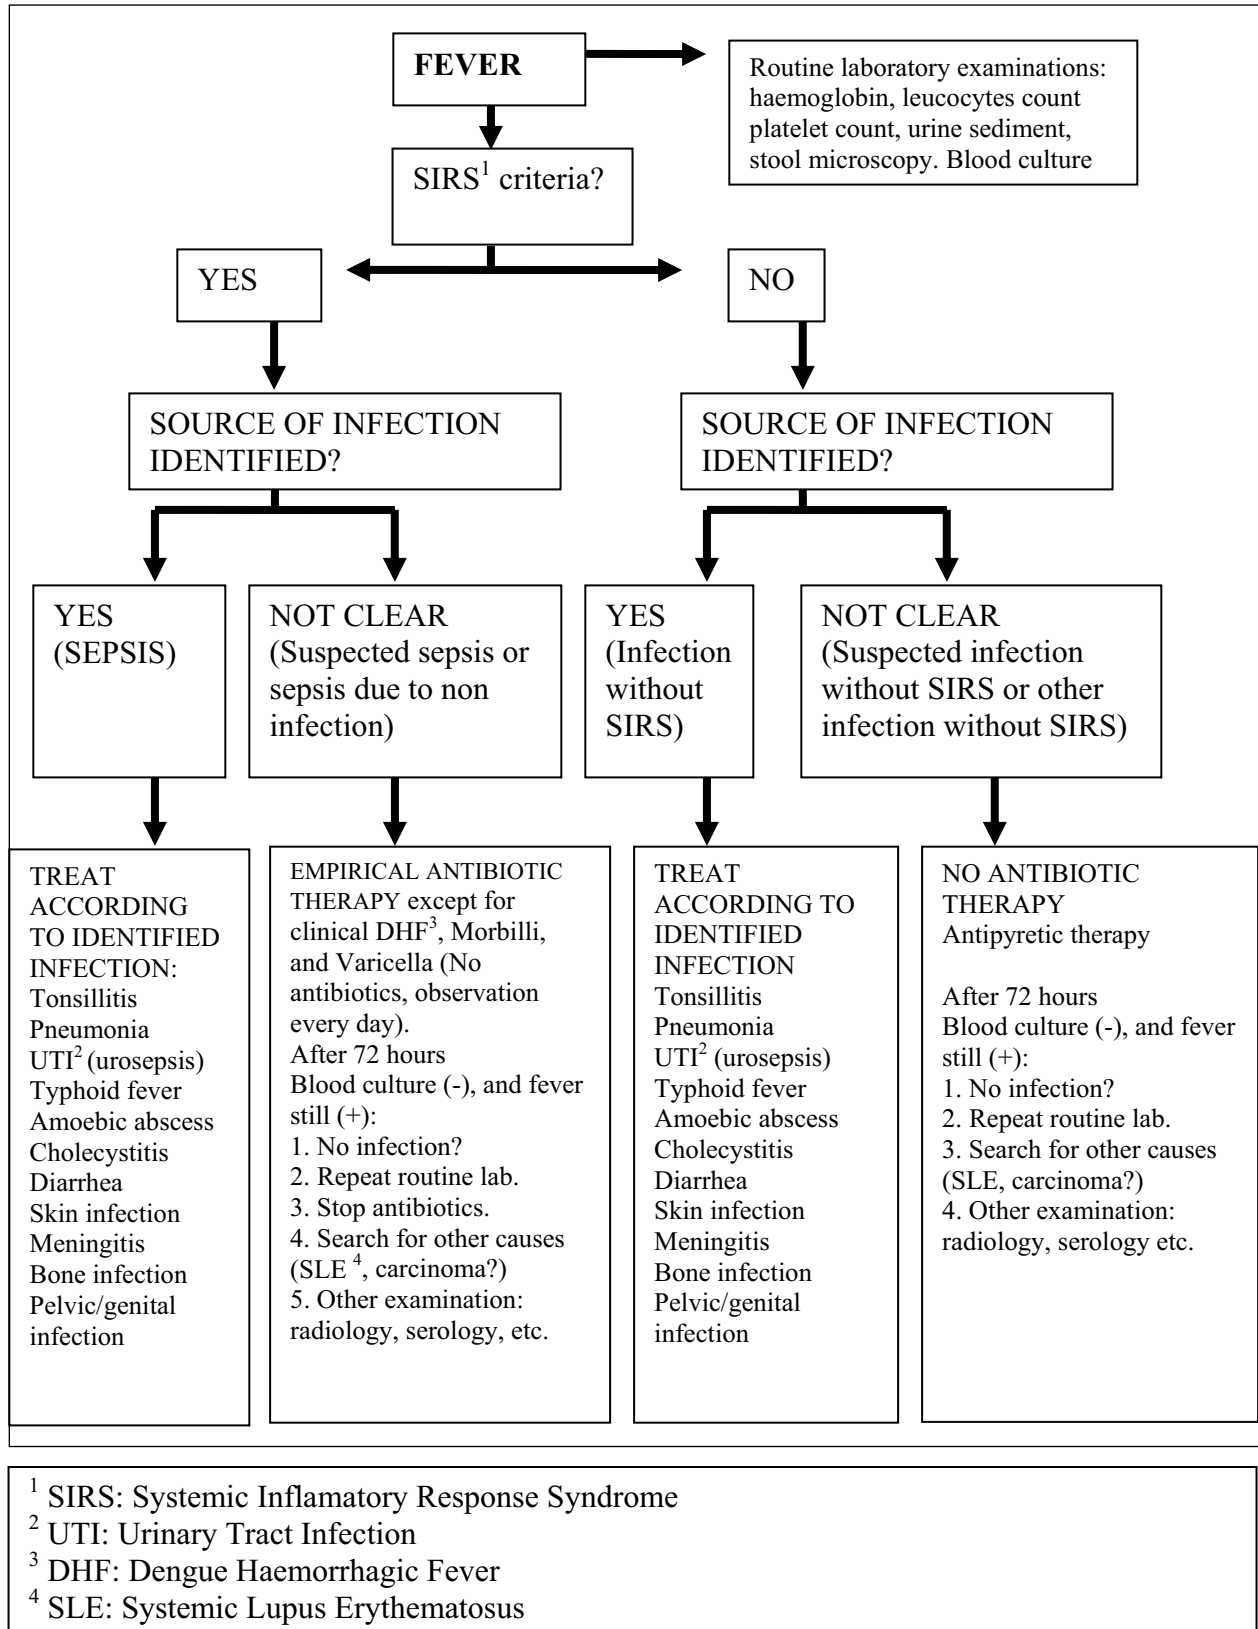 FEVER
Routine laboratory examinations:
haemoglobin, leucocytes count
platelet count, urine sediment,
stool microscopy. Blood culture
SIRS¹ criteria?
YES
NO
SOURCE OF INFECTION
IDENTIFIED?
SOURCE OF INFECTION
IDENTIFIED?
YES
(SEPSIS)
NOT CLEAR
(Suspected sepsis or
sepsis due to non
infection)
YES
(Infection
without
SIRS)
NOT CLEAR
(Suspected infection
without SIRS or other
infection without SIRS)
TREAT
ACCORDING
TO IDENTIFIED
INFECTION:
Tonsillitis
Pneumonia
UTI² (urosepsis)
Typhoid fever
Amoebic abscess
Cholecystitis
Diarrhea
Skin infection
Meningitis
Bone infection
Pelvic/genital
infection
EMPIRICAL ANTIBIOTIC
THERAPY except for
clinical DHF³, Morbilli,
and Varicella (No
antibiotics, observation
every day).
After 72 hours
Blood culture (-), and fever
still (+):
1. No infection?
2. Repeat routine lab.
3. Stop antibiotics.
4. Search for other causes
(SLE ⁴, carcinoma?)
5. Other examination:
radiology, serology, etc.
TREAT
ACCORDING TO
IDENTIFIED
INFECTION
Tonsillitis
Pneumonia
UTI² (urosepsis)
Typhoid fever
Amoebic abscess
Cholecystitis
Diarrhea
Skin infection
Meningitis
Bone infection
Pelvic/genital
infection
NO ANTIBIOTIC
THERAPY
Antipyretic therapy
After 72 hours
Blood culture (-), and fever
still (+):
1. No infection?
2. Repeat routine lab.
3. Search for other causes
(SLE, carcinoma?)
4. Other examination:
radiology, serology etc.
¹ SIRS: Systemic Inflamatory Response Syndrome
² UTI: Urinary Tract Infection
³ DHF: Dengue Haemorrhagic Fever
⁴ SLE: Systemic Lupus Erythematosus